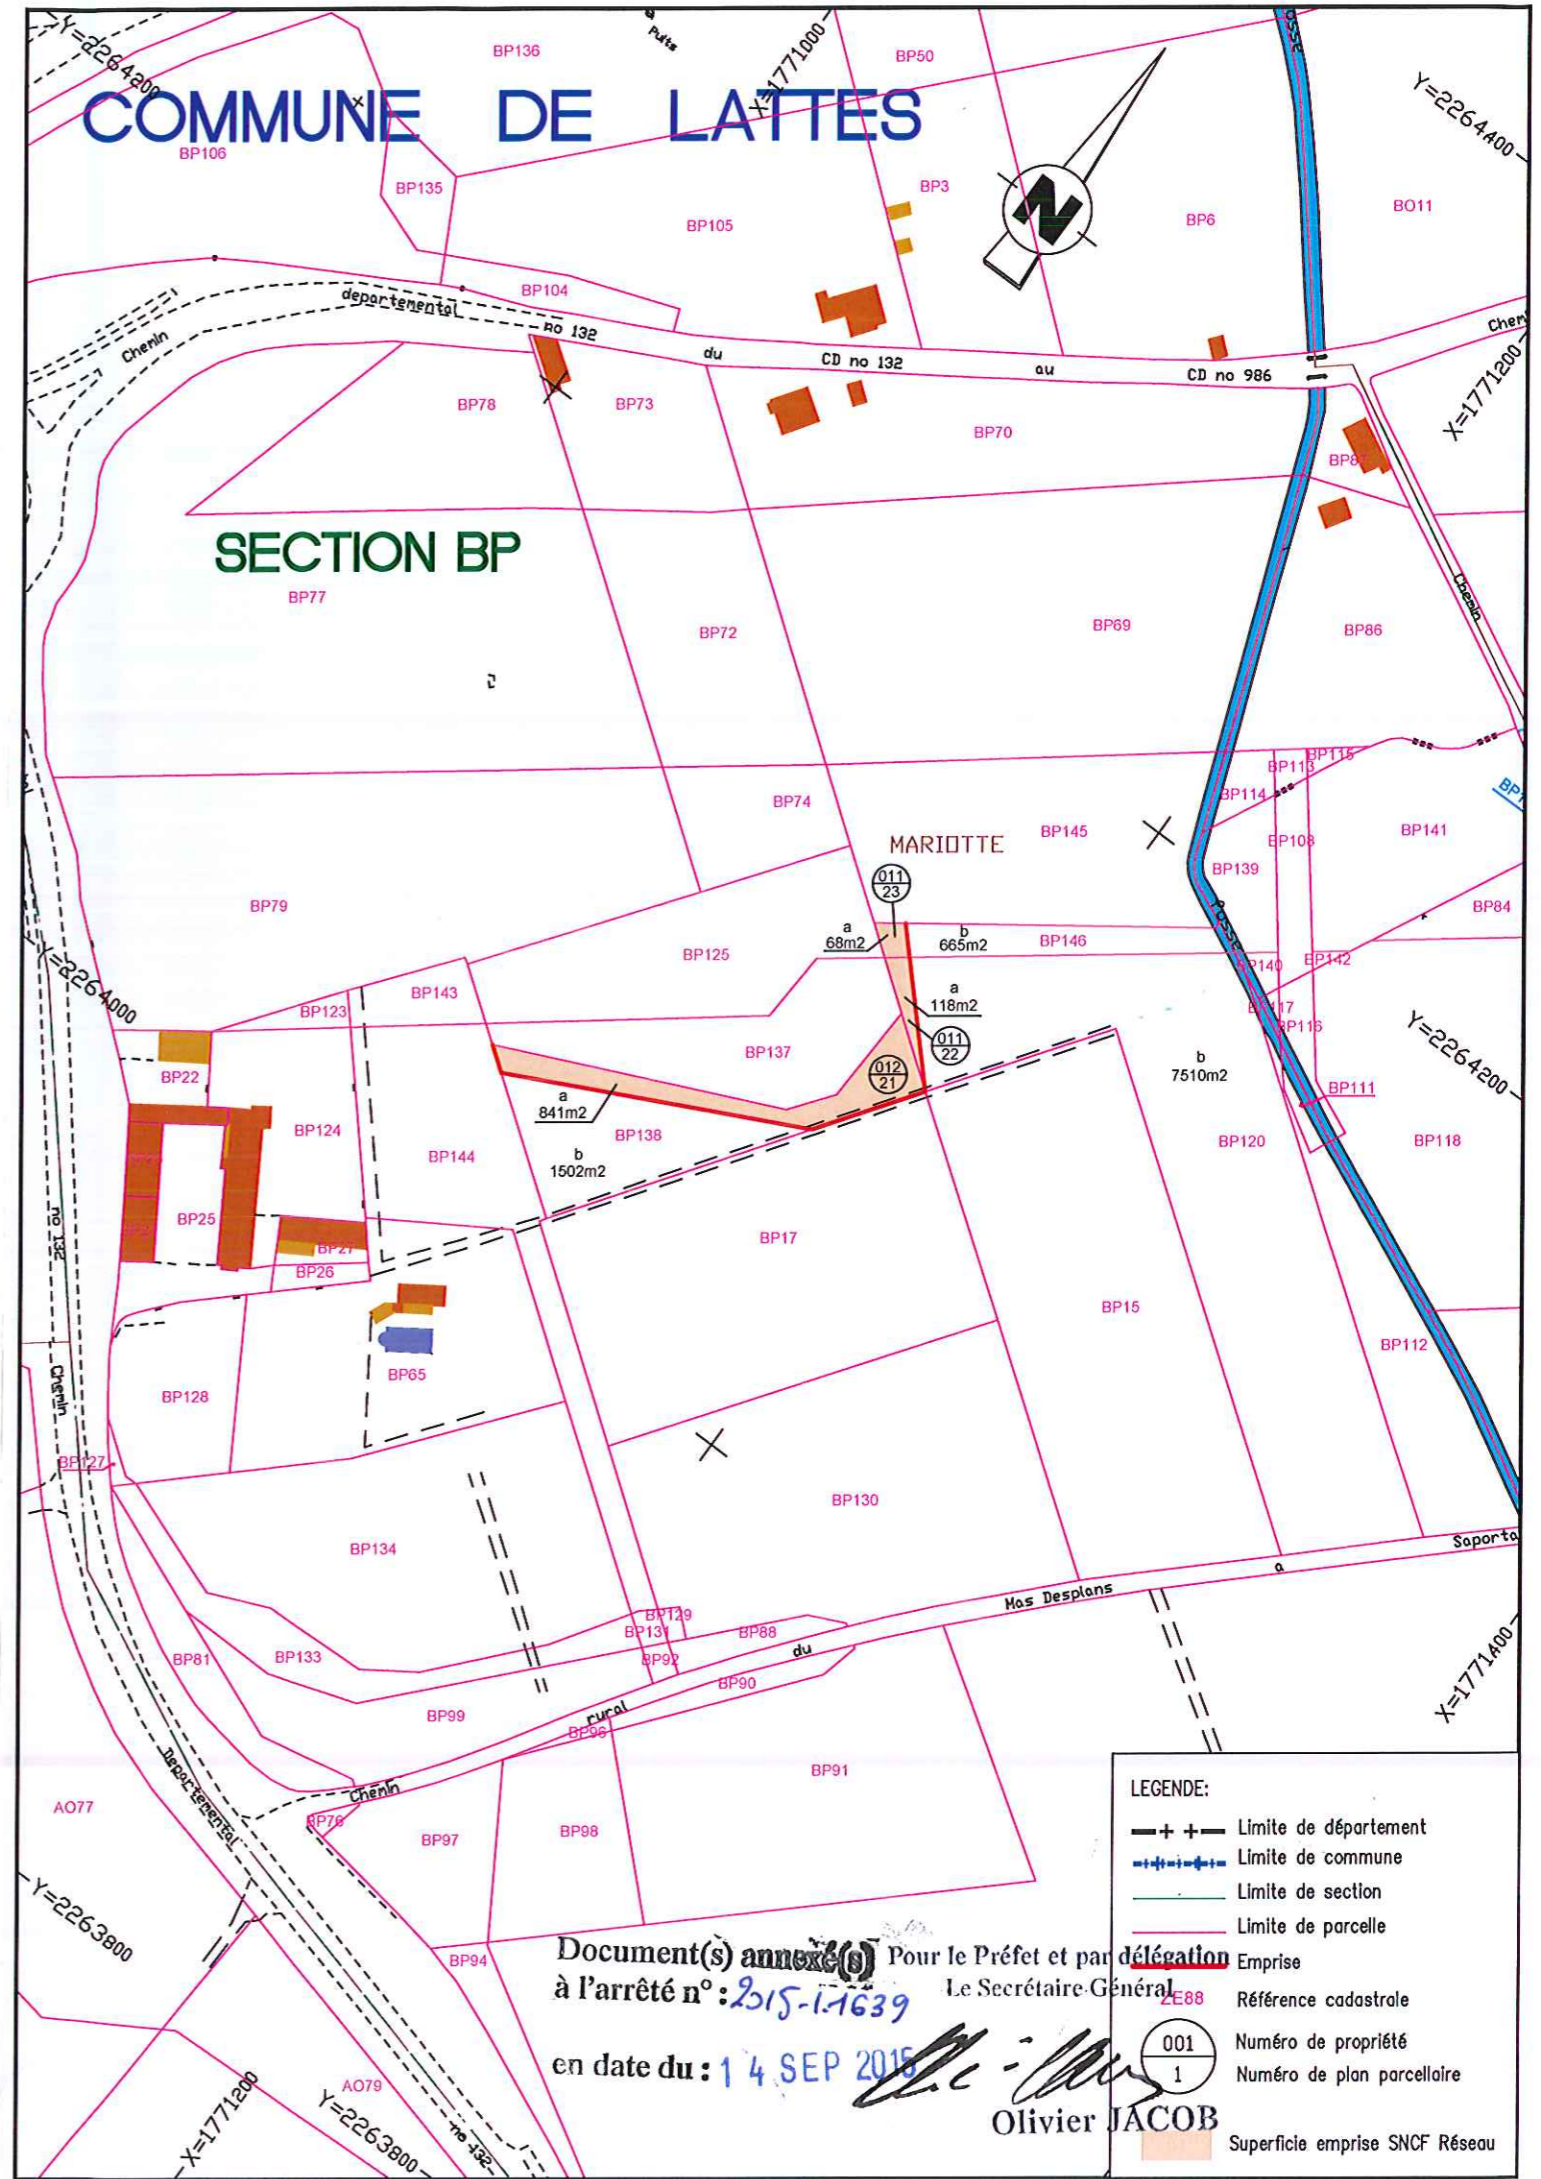 Y=2264200
BP136
a
Puits
X=1771000
BP50
Fosse
Y=2264400
COMMUNE DE LATTES
BP106
BP135
BP105
BP3
N
BP6
BO11
BP104
departemental
no 132
Chemin
du
CD no 132
au
CD no 986
X=1771200
BP78
BP73
BP70
SECTION BP
BP77
BP72
BP69
BP86
Chemin
BP74
MARIOTTE
BP145
BP113
BP115
BP114
BP108
BP141
BP139
BP79
011
23
a
68m2
b
665m2
BP146
BP84
Fosse
BP125
BP140
BP142
Y=2264000
BP143
BP123
a
118m2
011
22
BP117
BP116
Y=2264200
BP137
012
21
b
7510m2
BP22
a
841m2
BP138
BP111
BP124
BP144
b
1502m2
BP120
BP118
no 132
BP25
BP27
BP26
BP17
BP15
BP112
Chemin
BP128
BP65
BP127
BP130
BP134
Saporta
a
Mas Desplans
BP129
BP131
BP88
BP92
du
BP81
BP133
BP90
BP99
rural
BP96
X=1771400
Departemental
Chemin
BP91
AO77
BP76
BP97
BP98
Y=2263800
BP94
LEGENDE:
Limite de département
Limite de commune
Limite de section
Limite de parcelle
Emprise
ZE88 Référence cadastrale
001 Numéro de propriété
1 Numéro de plan parcellaire
Superficie emprise SNCF Réseau
Document(s) annexé(s) Pour le Préfet et par délégation
à l'arrêté n° : 2015-I-1639 Le Secrétaire Général
en date du : 14 SEP 2015
Olivier JACOB
AO79
X=1771200
Y=2263800
no 132